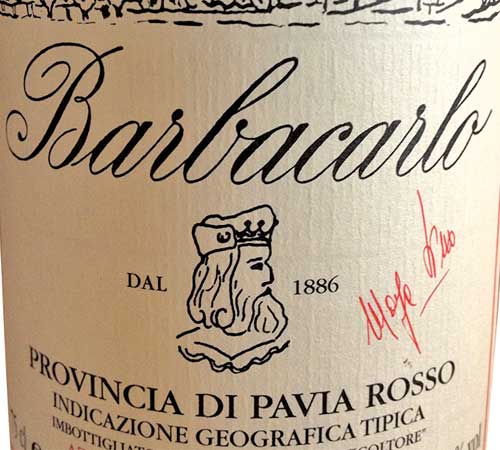 Barbacarlo
DAL 1886
PROVINCIA DI PAVIA ROSSO
INDICAZIONE GEOGRAFICA TIPICA